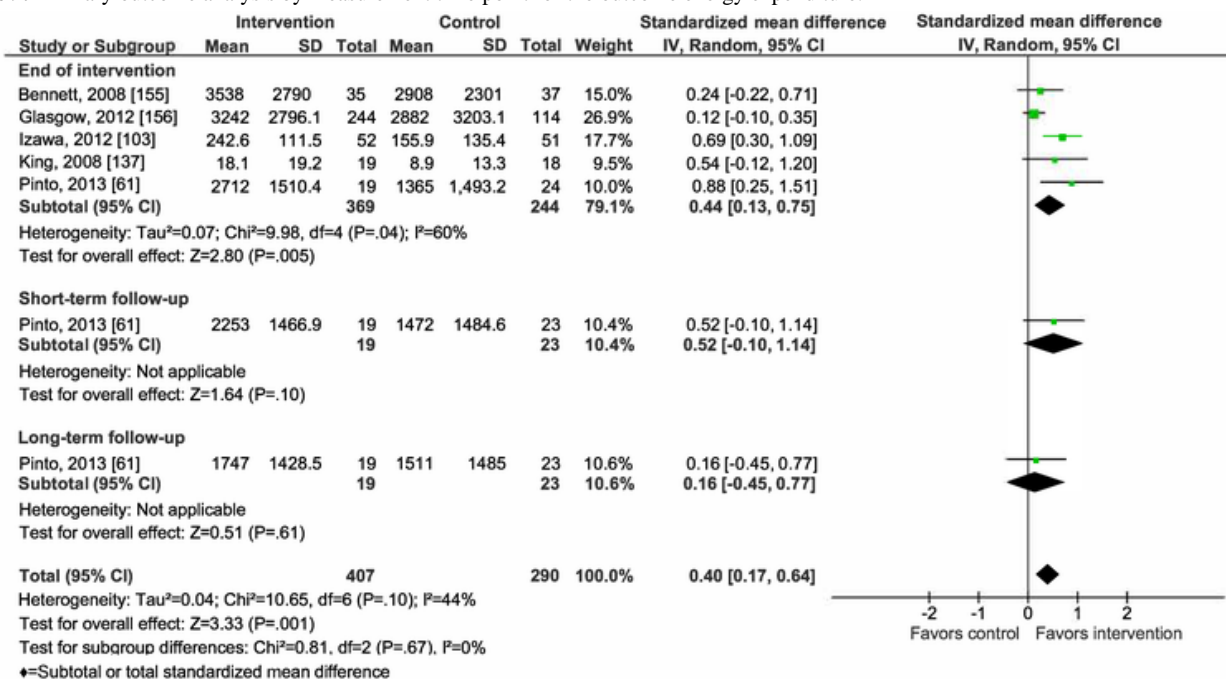 Intervention Control Standardized mean difference Standardized mean difference
Study or Subgroup Mean SD Total Mean SD Total Weight IV, Random, 95% CI IV, Random, 95% CI
End of intervention
Bennett, 2008 [155] 3538 2790 35 2908 2301 37 15.0% 0.24 [-0.22, 0.71]
Glasgow, 2012 [156] 3242 2796.1 244 2882 3203.1 114 26.9% 0.12 [-0.10, 0.35]
Izawa, 2012 [103] 242.6 111.5 52 155.9 135.4 51 17.7% 0.69 [0.30, 1.09]
King, 2008 [137] 18.1 19.2 19 8.9 13.3 18 9.5% 0.54 [-0.12, 1.20]
Pinto, 2013 [61] 2712 1510.4 19 1365 1,493.2 24 10.0% 0.88 [0.25, 1.51]
Subtotal (95% CI) 369 244 79.1% 0.44 [0.13, 0.75]
Heterogeneity: Tau²=0.07; Chi²=9.98, df=4 (P=.04); I²=60%
Test for overall effect: Z=2.80 (P=.005)
Short-term follow-up
Pinto, 2013 [61] 2253 1466.9 19 1472 1484.6 23 10.4% 0.52 [-0.10, 1.14]
Subtotal (95% CI) 19 23 10.4% 0.52 [-0.10, 1.14]
Heterogeneity: Not applicable
Test for overall effect: Z=1.64 (P=.10)
Long-term follow-up
Pinto, 2013 [61] 1747 1428.5 19 1511 1485 23 10.6% 0.16 [-0.45, 0.77]
Subtotal (95% CI) 19 23 10.6% 0.16 [-0.45, 0.77]
Heterogeneity: Not applicable
Test for overall effect: Z=0.51 (P=.61)
Total (95% CI) 407 290 100.0% 0.40 [0.17, 0.64]
Heterogeneity: Tau²=0.04; Chi²=10.65, df=6 (P=.10); I²=44%
Test for overall effect: Z=3.33 (P=.001)
Test for subgroup differences: Chi²=0.81, df=2 (P=.67), I²=0%
-2 -1 0 1 2
Favors control Favors intervention
♦=Subtotal or total standardized mean difference